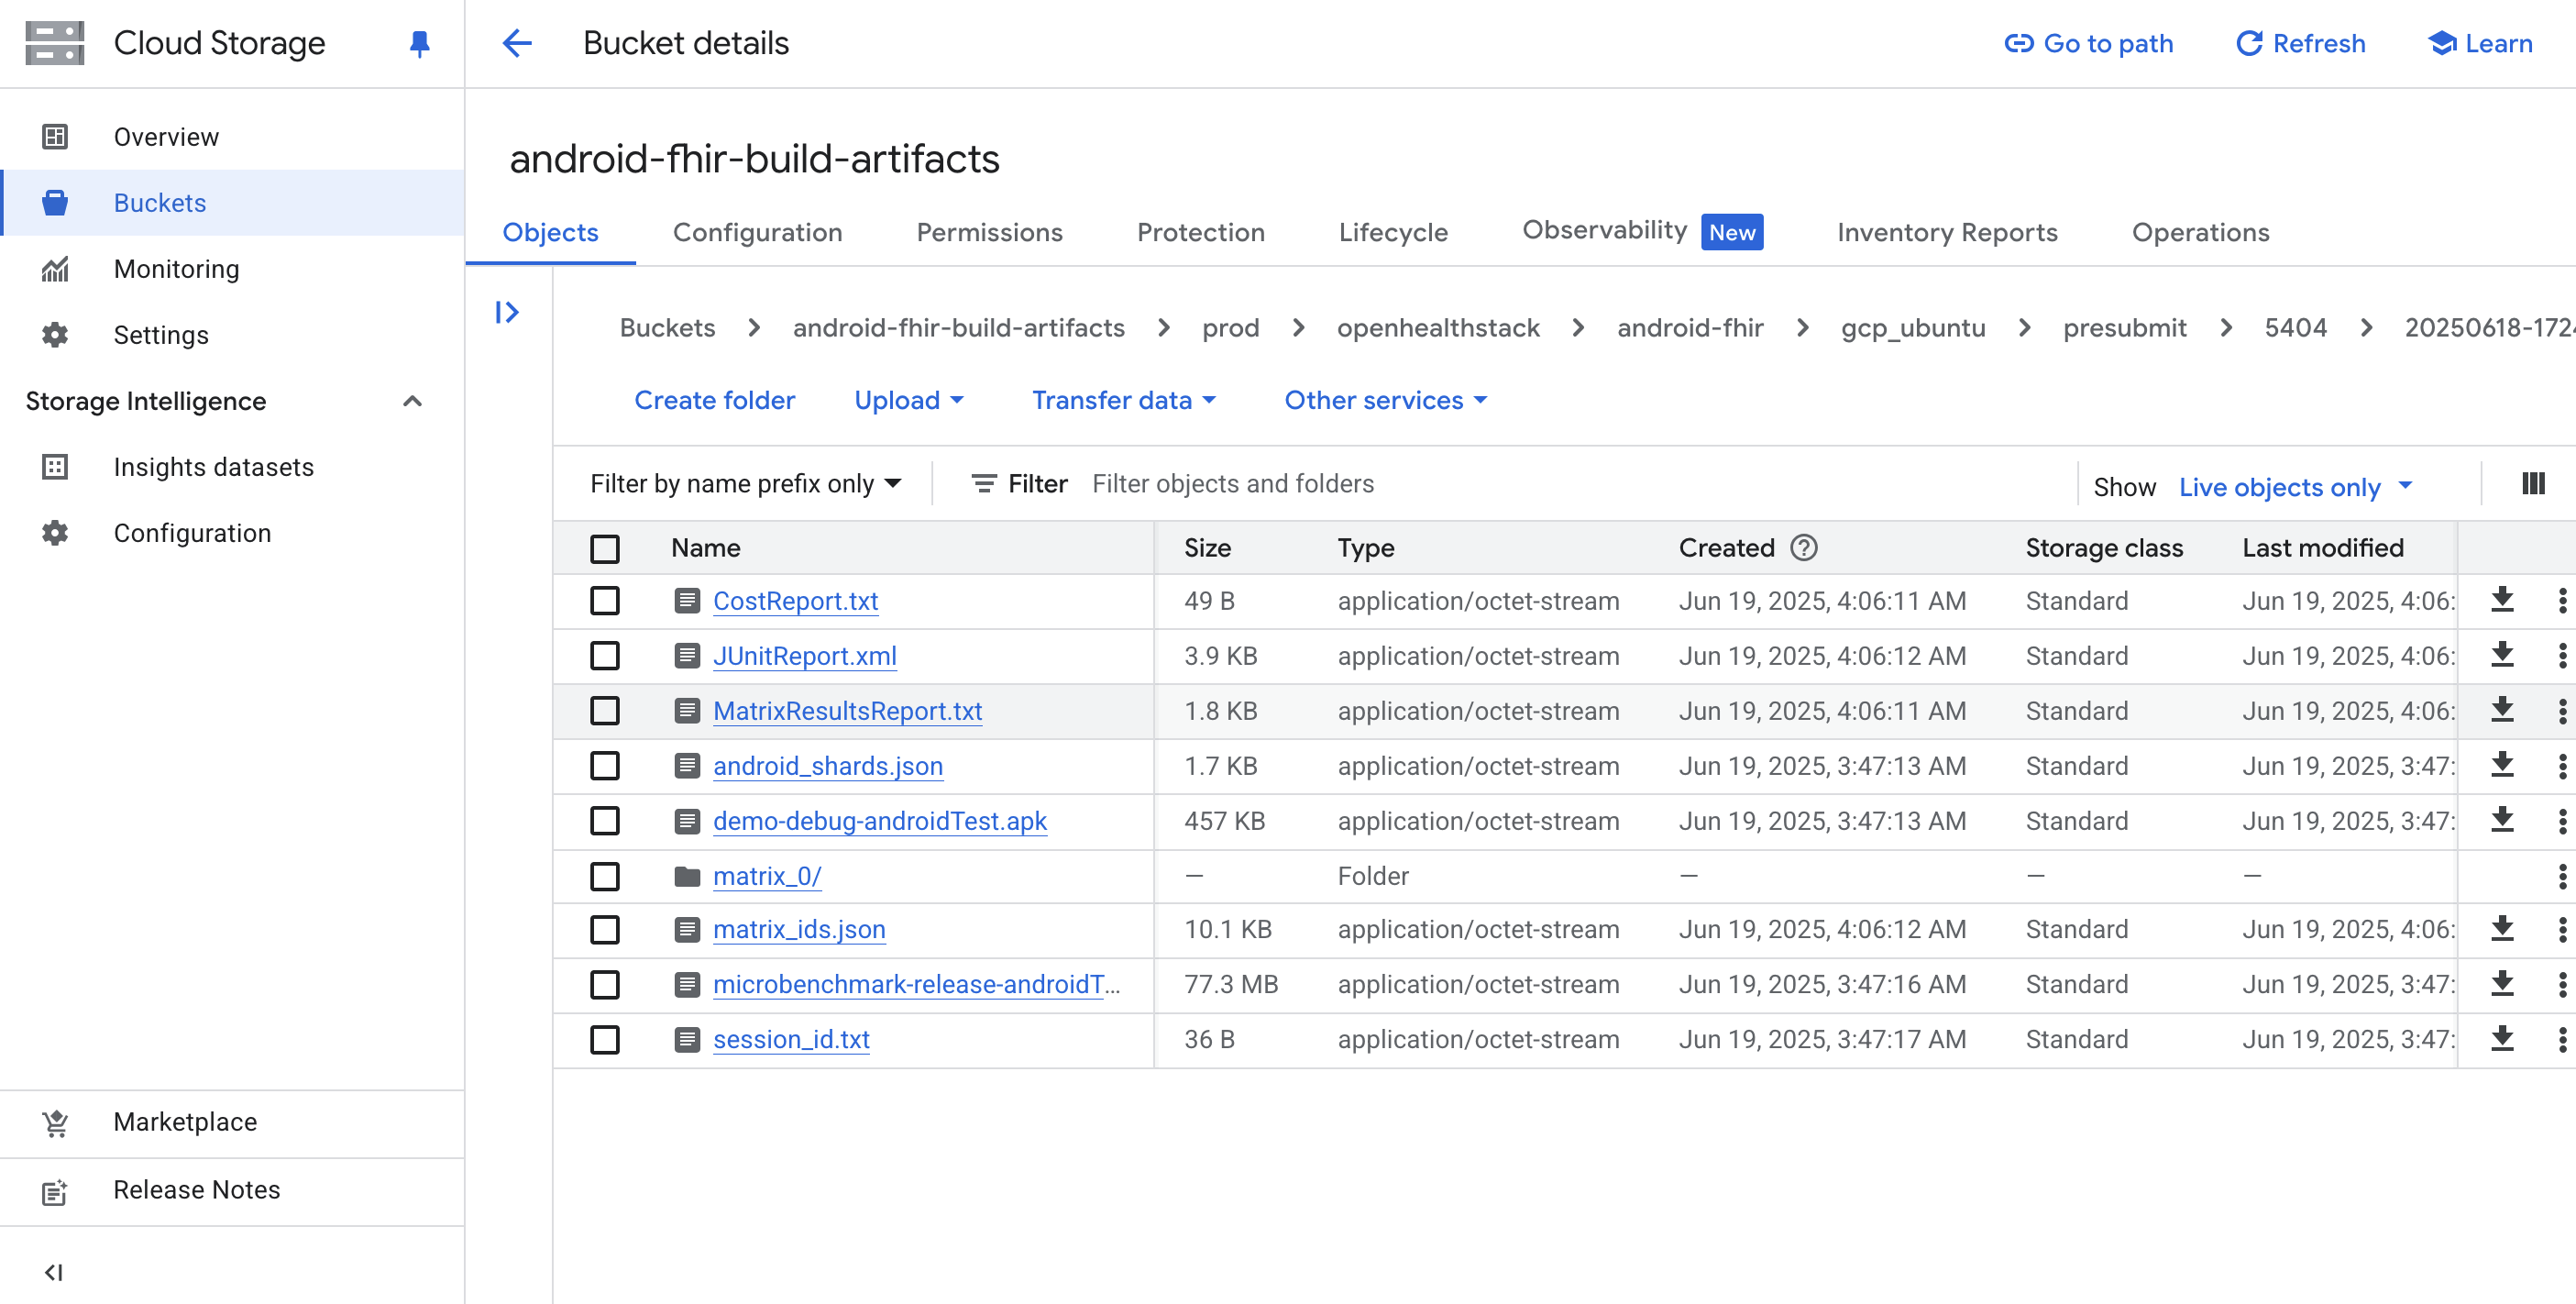 Cloud Storage
Bucket details
Go to path
Refresh
Learn
Overview
Buckets
Monitoring
Settings
Storage Intelligence
Insights datasets
Configuration
Marketplace
Release Notes
android-fhir-build-artifacts
Objects Configuration Permissions Protection Lifecycle Observability New Inventory Reports Operations
Buckets > android-fhir-build-artifacts > prod > openhealthstack > android-fhir > gcp_ubuntu > presubmit > 5404 > 20250618-172
Create folder Upload Transfer data Other services
Filter by name prefix only Filter Filter objects and folders Show Live objects only
Name Size Type Created Storage class Last modified
CostReport.txt 49 B application/octet-stream Jun 19, 2025, 4:06:11 AM Standard Jun 19, 2025, 4:06:
JUnitReport.xml 3.9 KB application/octet-stream Jun 19, 2025, 4:06:12 AM Standard Jun 19, 2025, 4:06:
MatrixResultsReport.txt 1.8 KB application/octet-stream Jun 19, 2025, 4:06:11 AM Standard Jun 19, 2025, 4:06:
android_shards.json 1.7 KB application/octet-stream Jun 19, 2025, 3:47:13 AM Standard Jun 19, 2025, 3:47:
demo-debug-androidTest.apk 457 KB application/octet-stream Jun 19, 2025, 3:47:13 AM Standard Jun 19, 2025, 3:47:
matrix_0/ — Folder — — —
matrix_ids.json 10.1 KB application/octet-stream Jun 19, 2025, 4:06:12 AM Standard Jun 19, 2025, 4:06:
microbenchmark-release-androidT... 77.3 MB application/octet-stream Jun 19, 2025, 3:47:16 AM Standard Jun 19, 2025, 3:47:
session_id.txt 36 B application/octet-stream Jun 19, 2025, 3:47:17 AM Standard Jun 19, 2025, 3:47: